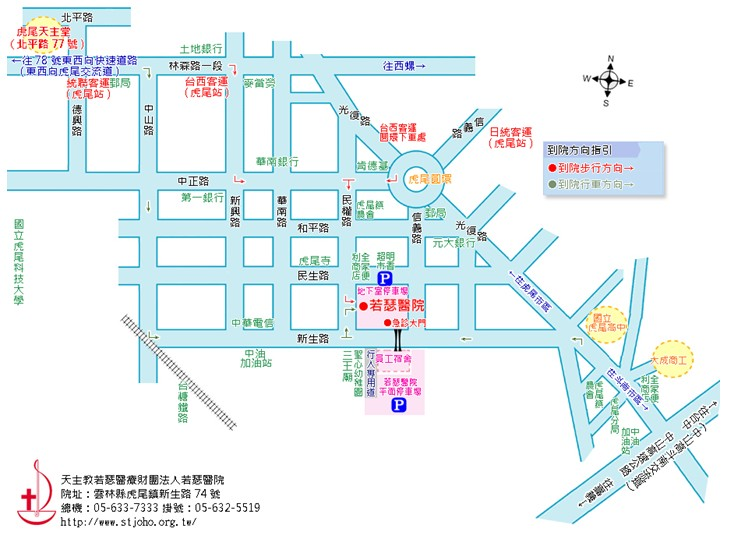 北平路
虎尾天主堂
(北平路 77 號)
←往 78 號東西向快速道路
(東西向虎尾交流道)
土地銀行
林森路一段
往西螺→
統聯客運
(虎尾站)
郵局
台西客運
(虎尾站)
麥當勞
N
W
E
S
德興路
中山路
光復路
台西客運
圓環下車處
信義路
日統客運
(虎尾站)
到院方向指引
●到院步行方向→
●到院行車方向→
華南銀行
肯德基
中正路
虎尾圓環
第一銀行
新興路
華南路
民權路
虎尾鎮
農會
信義路
郵局
光復路
國立虎尾科技大學
和平路
元大銀行
虎尾寺
全家便
利商店
民生路
P
地下室停車場
●若瑟醫院
●急診大門
←往虎尾市區
國立
虎尾高中
大成商工
中華電信
新生路
中油
加油站
三王廟
聖心幼稚園
行人專用道
員工宿舍
若瑟醫院
平面停車場
P
台糖鐵路
往斗南市區→
虎尾鎮
農會
虎尾分局
中油
加油站
全家便
利商店
←往台中
中山高速公路
(中山高斗南交流道)
天主教若瑟醫療財團法人若瑟醫院
院址：雲林縣虎尾鎮新生路 74 號
總機：05-633-7333 掛號：05-632-5519
http://www.stjoho.org.tw/